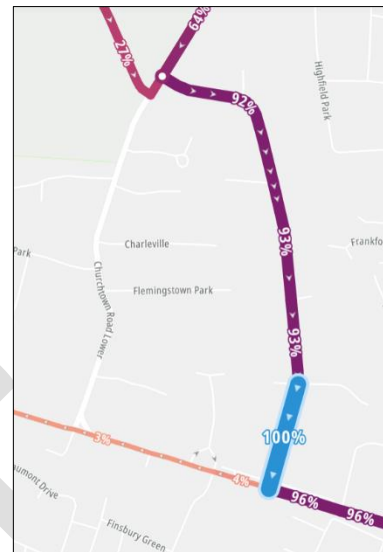 64%
27%
92%
Highfield Park
93%
Charleville
Park
Frankfo
Churchtown Road Lower
Flemingstown Park
93%
100%
3%
4%
96%
96%
aumont Drive
Finsbury Green